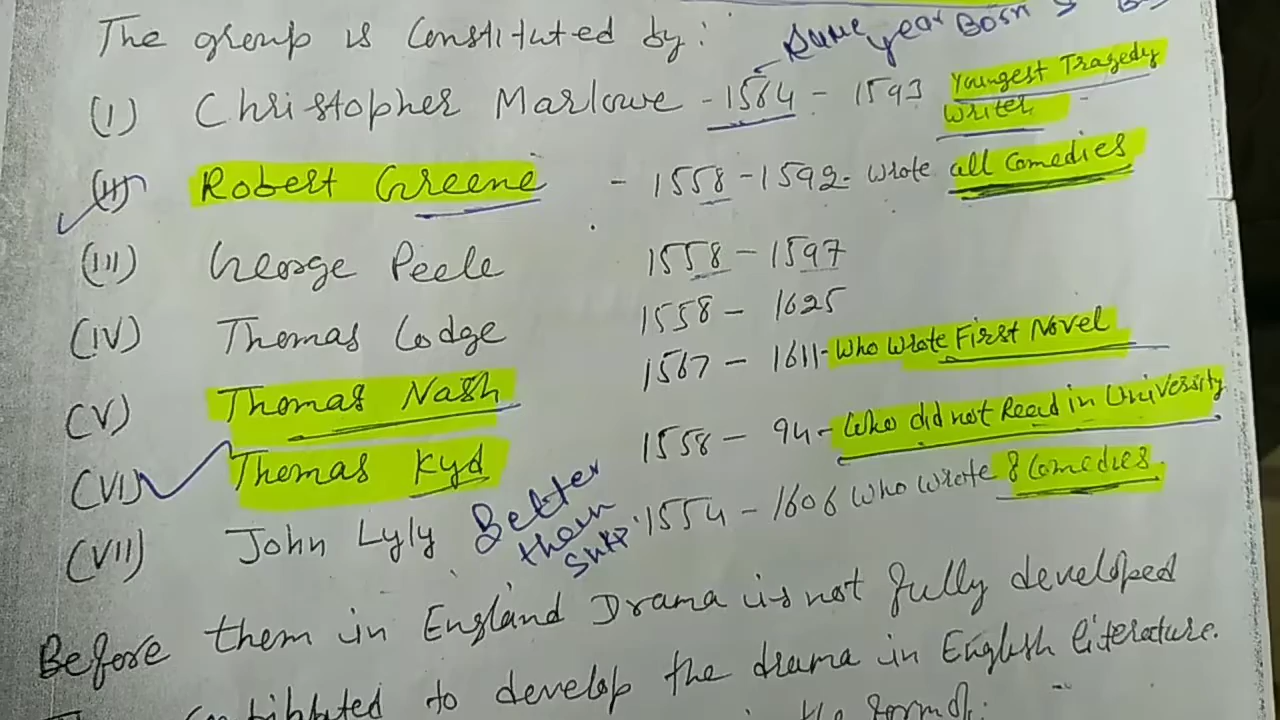 Same year Born
The group is Constituted by:
(I) Christopher Marlowe - 1564 - 1593 Youngest Tragedy
Writer
(II) Robert Greene - 1558-1592- Wrote all Comedies
(III) George Peele 1558-1597
(IV) Thomas Lodge 1558- 1625
(V) Thomas Nash 1567 - 1611- Who Wrote First Novel
(VI) Thomas Kyd 1558- 94- Who did not Read in University
(VII) John Lyly 1554 - 1606 Who wrote 8 Comedies.
Better
them
Before them in England Drama is not fully developed
to develop the drama in English literature.